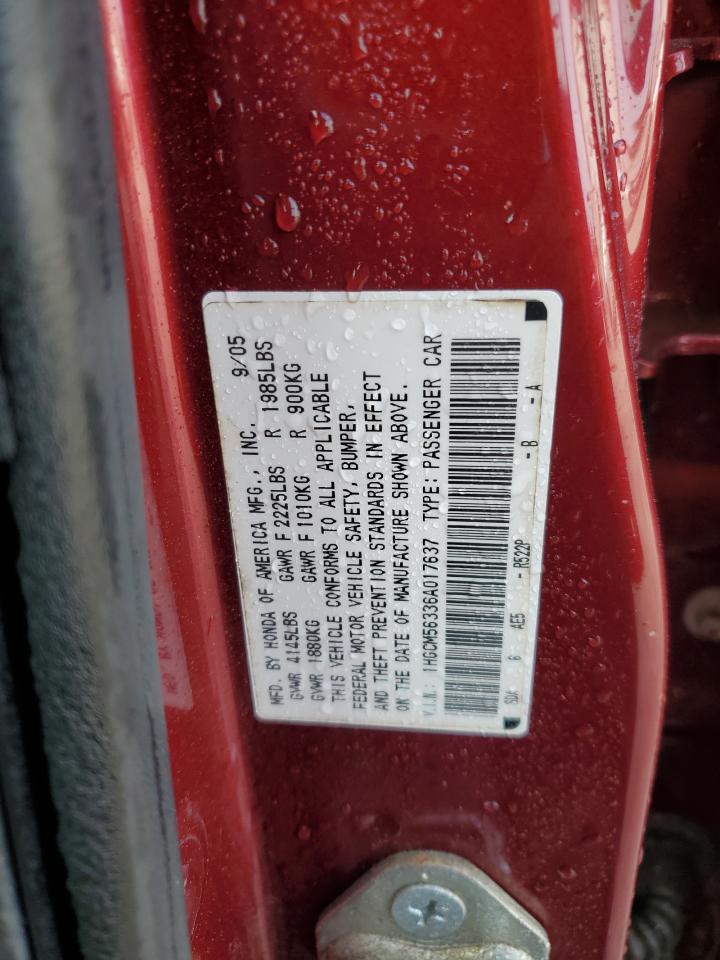 MFD. BY HONDA OF AMERICA MFG., INC. 9/05
GVWR 4145LBS GAWR F 2225LBS R 1985LBS
GVWR 1880KG GAWR F 1010KG R 900KG
THIS VEHICLE CONFORMS TO ALL APPLICABLE
FEDERAL MOTOR VEHICLE SAFETY, BUMPER,
AND THEFT PREVENTION STANDARDS IN EFFECT
ON THE DATE OF MANUFACTURE SHOWN ABOVE.
V.I.N.: 1HGCM56336A017637 TYPE: PASSENGER CAR
SDA B AE5 - R522P - B - A